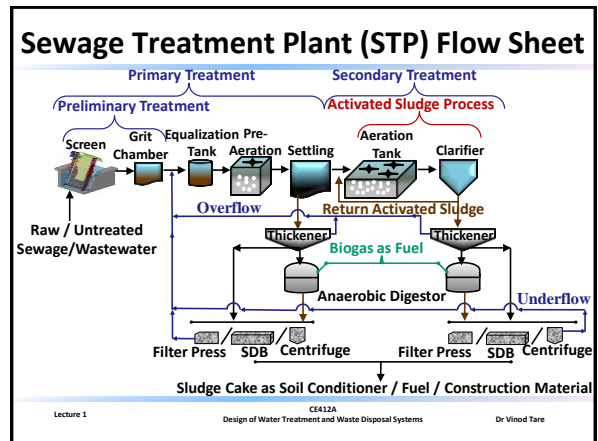 Sewage Treatment Plant (STP) Flow Sheet
Primary Treatment
Secondary Treatment
Preliminary Treatment
Activated Sludge Process
Screen
Grit
Chamber
Equalization
Tank
Pre-
Aeration
Settling
Aeration
Tank
Clarifier
Overflow
Return Activated Sludge
Raw / Untreated
Sewage/Wastewater
Thickener
Thickener
Biogas as Fuel
Anaerobic Digestor
Underflow
Filter Press
/
SDB
/
Centrifuge
Filter Press
/
SDB
/
Centrifuge
Sludge Cake as Soil Conditioner / Fuel / Construction Material
Lecture 1
CE412A
Design of Water Treatment and Waste Disposal Systems
Dr Vinod Tare